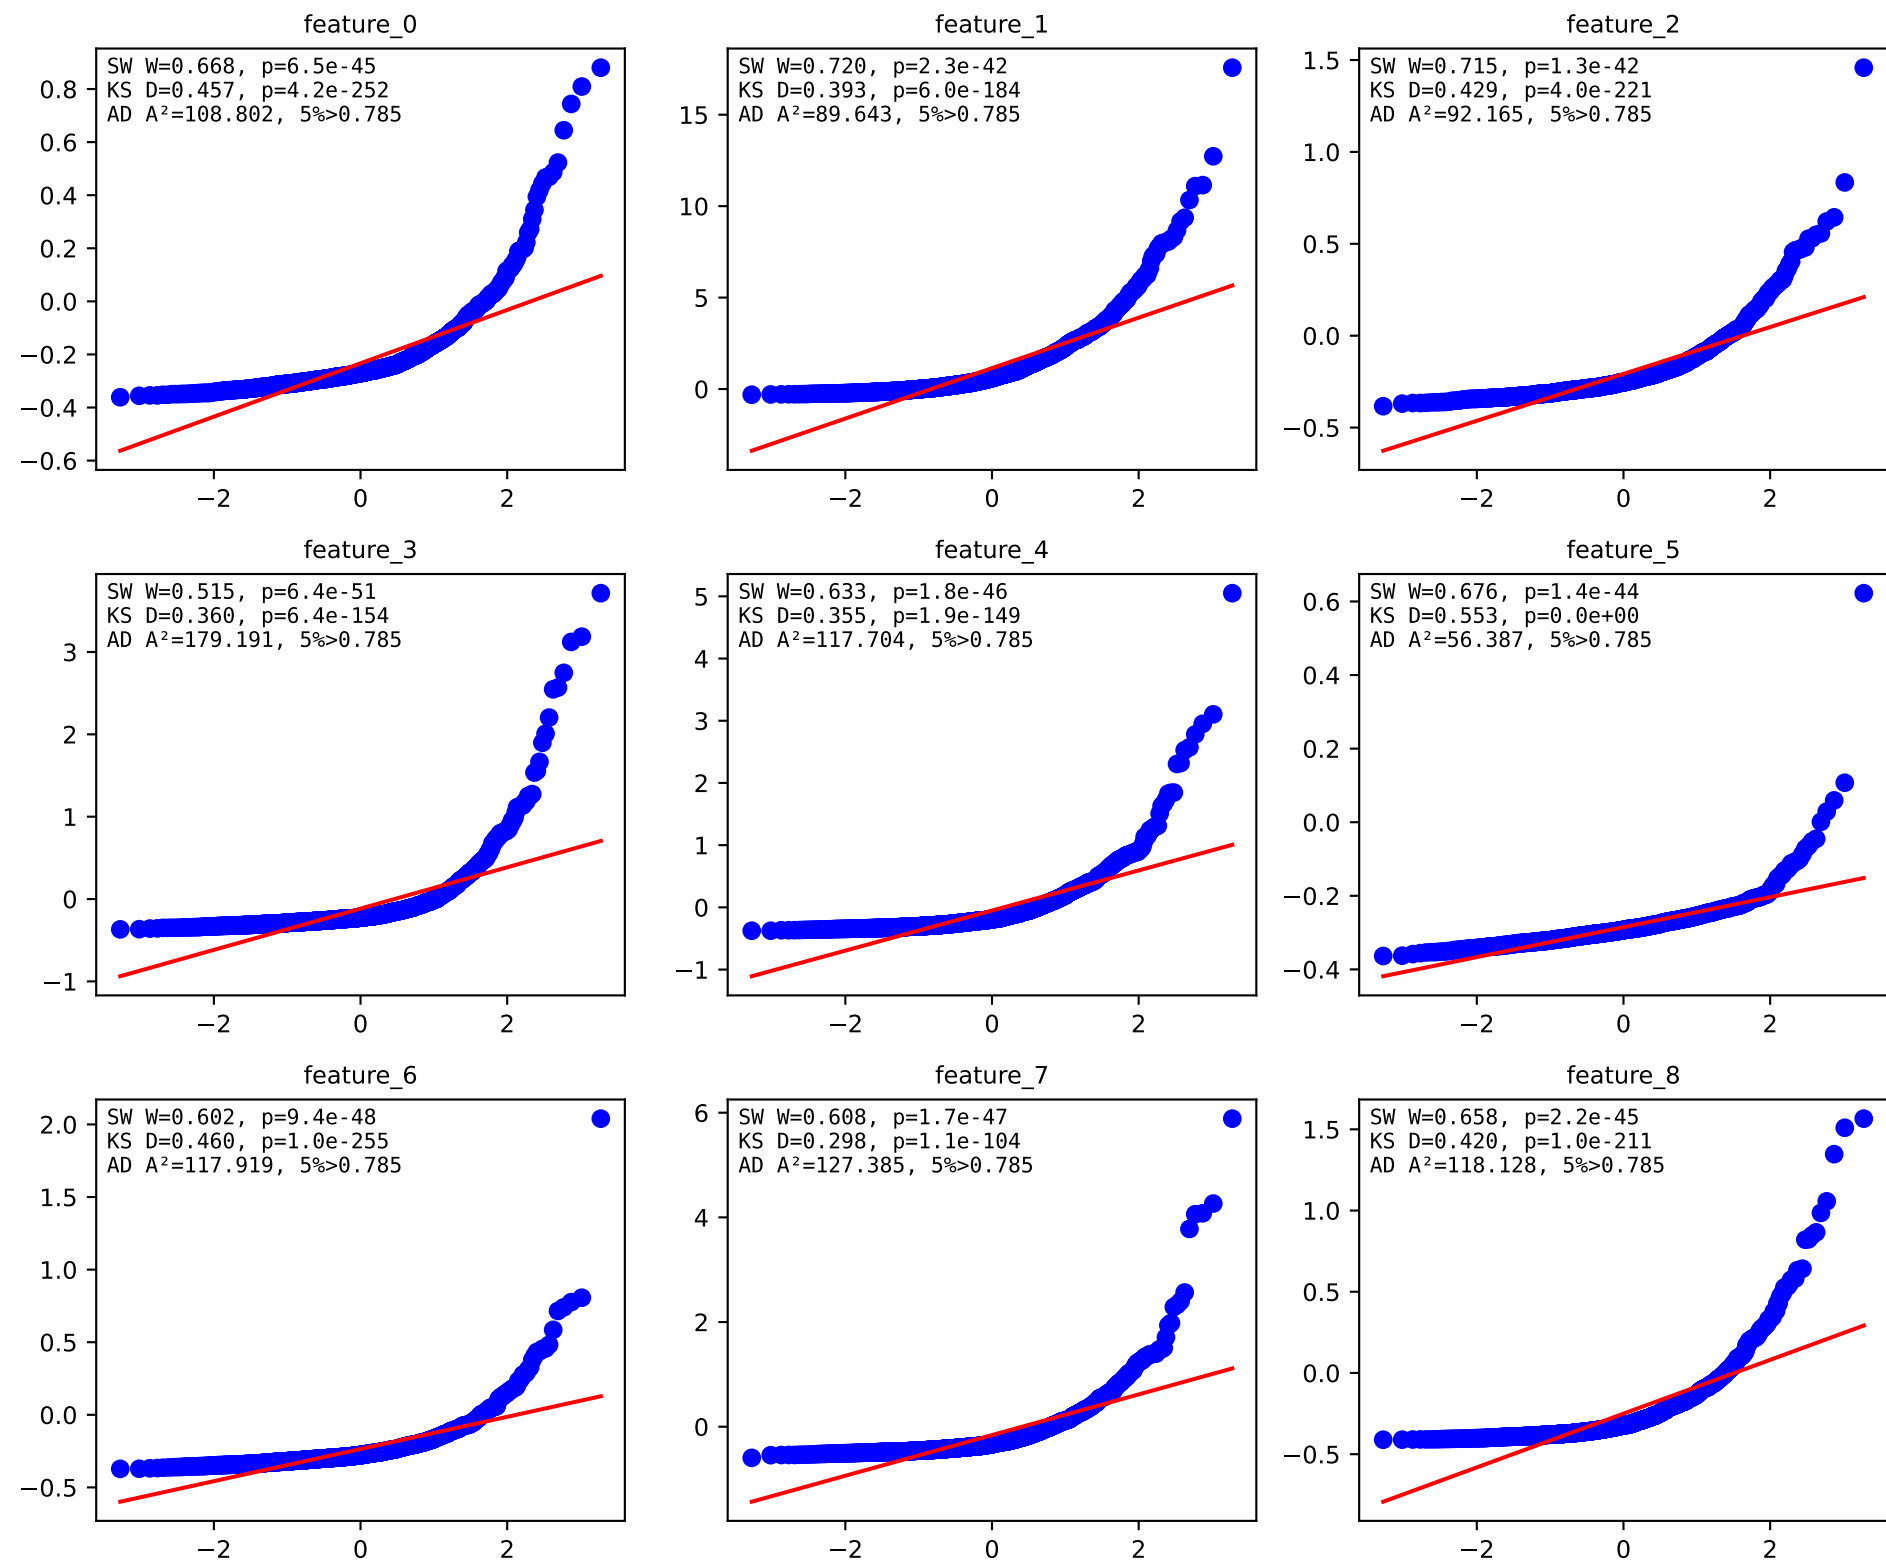 feature_0
SW W=0.668, p=6.5e-45
KS D=0.457, p=4.2e-252
AD A²=108.802, 5%>0.785
0.8
0.6
0.4
0.2
0.0
−0.2
−0.4
−0.6
−2 0 2
feature_1
SW W=0.720, p=2.3e-42
KS D=0.393, p=6.0e-184
AD A²=89.643, 5%>0.785
15
10
5
0
−2 0 2
feature_2
SW W=0.715, p=1.3e-42
KS D=0.429, p=4.0e-221
AD A²=92.165, 5%>0.785
1.5
1.0
0.5
0.0
−0.5
−2 0 2
feature_3
SW W=0.515, p=6.4e-51
KS D=0.360, p=6.4e-154
AD A²=179.191, 5%>0.785
3
2
1
0
−1
−2 0 2
feature_4
SW W=0.633, p=1.8e-46
KS D=0.355, p=1.9e-149
AD A²=117.704, 5%>0.785
5
4
3
2
1
0
−1
−2 0 2
feature_5
SW W=0.676, p=1.4e-44
KS D=0.553, p=0.0e+00
AD A²=56.387, 5%>0.785
0.6
0.4
0.2
0.0
−0.2
−0.4
−2 0 2
feature_6
SW W=0.602, p=9.4e-48
KS D=0.460, p=1.0e-255
AD A²=117.919, 5%>0.785
2.0
1.5
1.0
0.5
0.0
−0.5
−2 0 2
feature_7
SW W=0.608, p=1.7e-47
KS D=0.298, p=1.1e-104
AD A²=127.385, 5%>0.785
6
4
2
0
−2 0 2
feature_8
SW W=0.658, p=2.2e-45
KS D=0.420, p=1.0e-211
AD A²=118.128, 5%>0.785
1.5
1.0
0.5
0.0
−0.5
−2 0 2